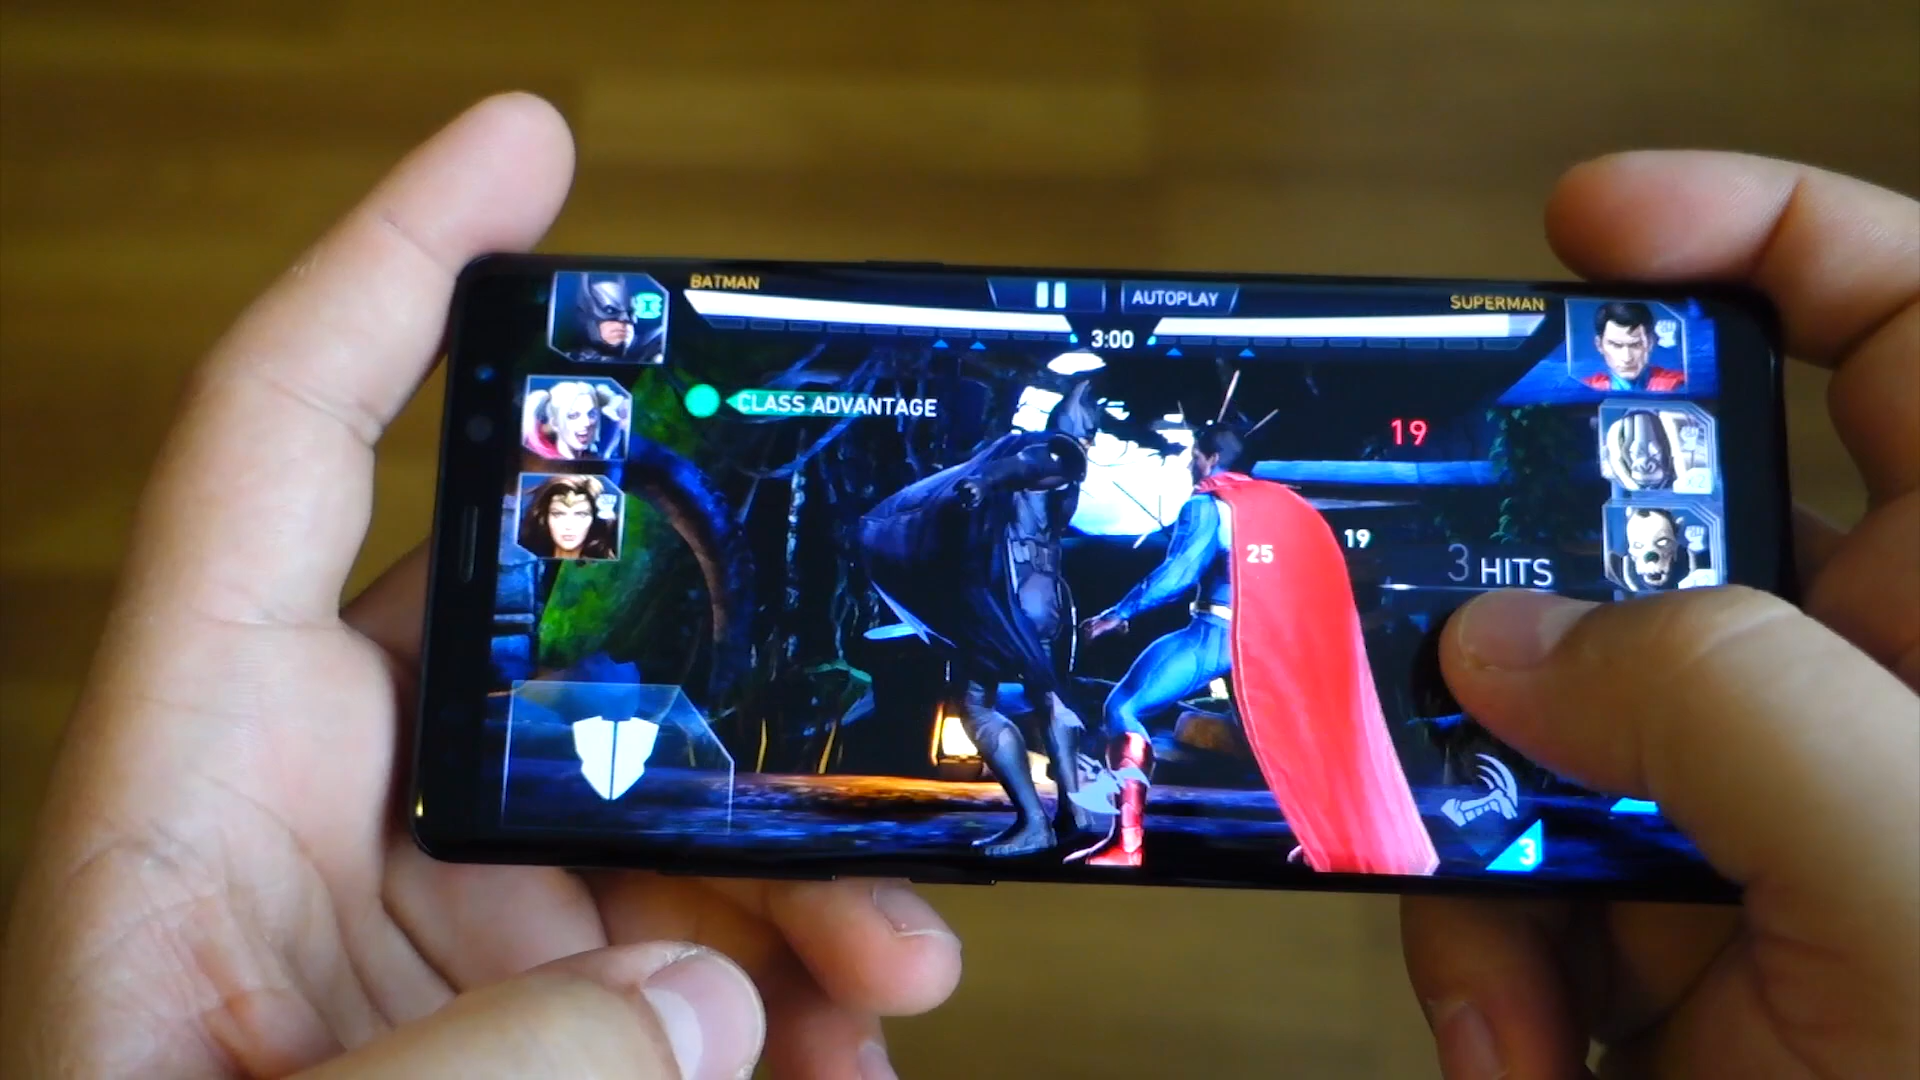 BATMAN
AUTOPLAY
SUPERMAN
3:00
CLASS ADVANTAGE
19
19
25
3 HITS
3